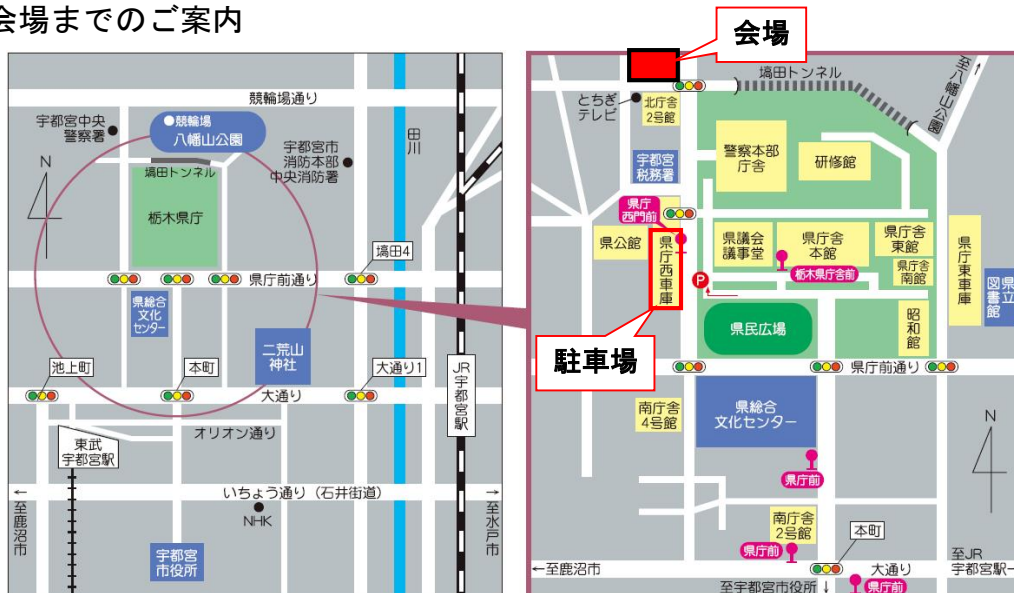 会場までのご案内
競輪場通り
宇都宮中央
警察署
競輪場
八幡山公園
宇都宮市
消防本部
中央消防署
田川
N
塙田トンネル
栃木県庁
塙田4
県庁前通り
県総合
文化
センター
二荒山
神社
池上町
本町
大通り1
大通り
JR宇都宮駅
オリオン通り
東武
宇都宮駅
いちょう通り(石井街道)
←至鹿沼市
NHK
→至水戸市
宇都宮
市役所
会場
塙田トンネル
至八幡山公園
とちぎ
テレビ
北庁舎
2号館
宇都宮
税務署
警察本部
庁舎
研修館
県庁
西門前
県公館
県庁西車庫
県議会
議事堂
県庁舎
本館
県庁舎
東館
県庁舎
南館
県庁東車庫
県立
図書館
栃木県庁舎前
P
昭和館
県民広場
駐車場
県庁前通り
南庁舎
4号館
県総合
文化センター
N
県庁前
南庁舎
2号館
本町
県庁前
至JR
宇都宮駅→
←至鹿沼市
大通り
至宇都宮市役所↓
県庁前